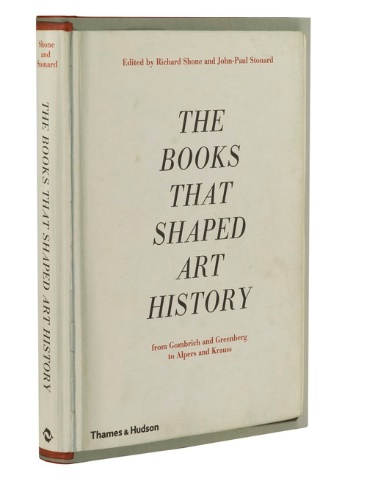 Shone
and
Stonard
THE BOOKS THAT SHAPED ART HISTORY
Edited by Richard Shone and John-Paul Stonard
THE
BOOKS
THAT
SHAPED
ART
HISTORY
from Gombrich and Greenberg
to Alpers and Krauss
Thames & Hudson